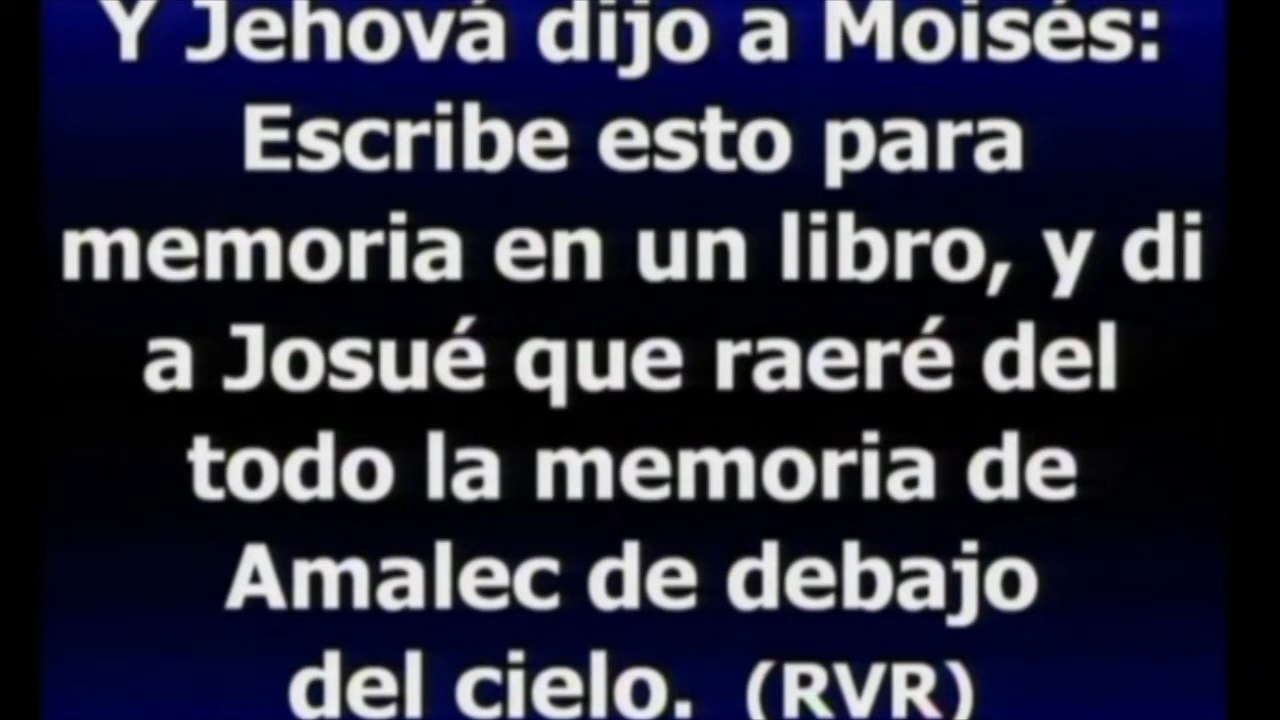 Y Jehová dijo a Moisés:
Escribe esto para
memoria en un libro, y di
a Josué que raeré del
todo la memoria de
Amalec de debajo
del cielo. (RVR)